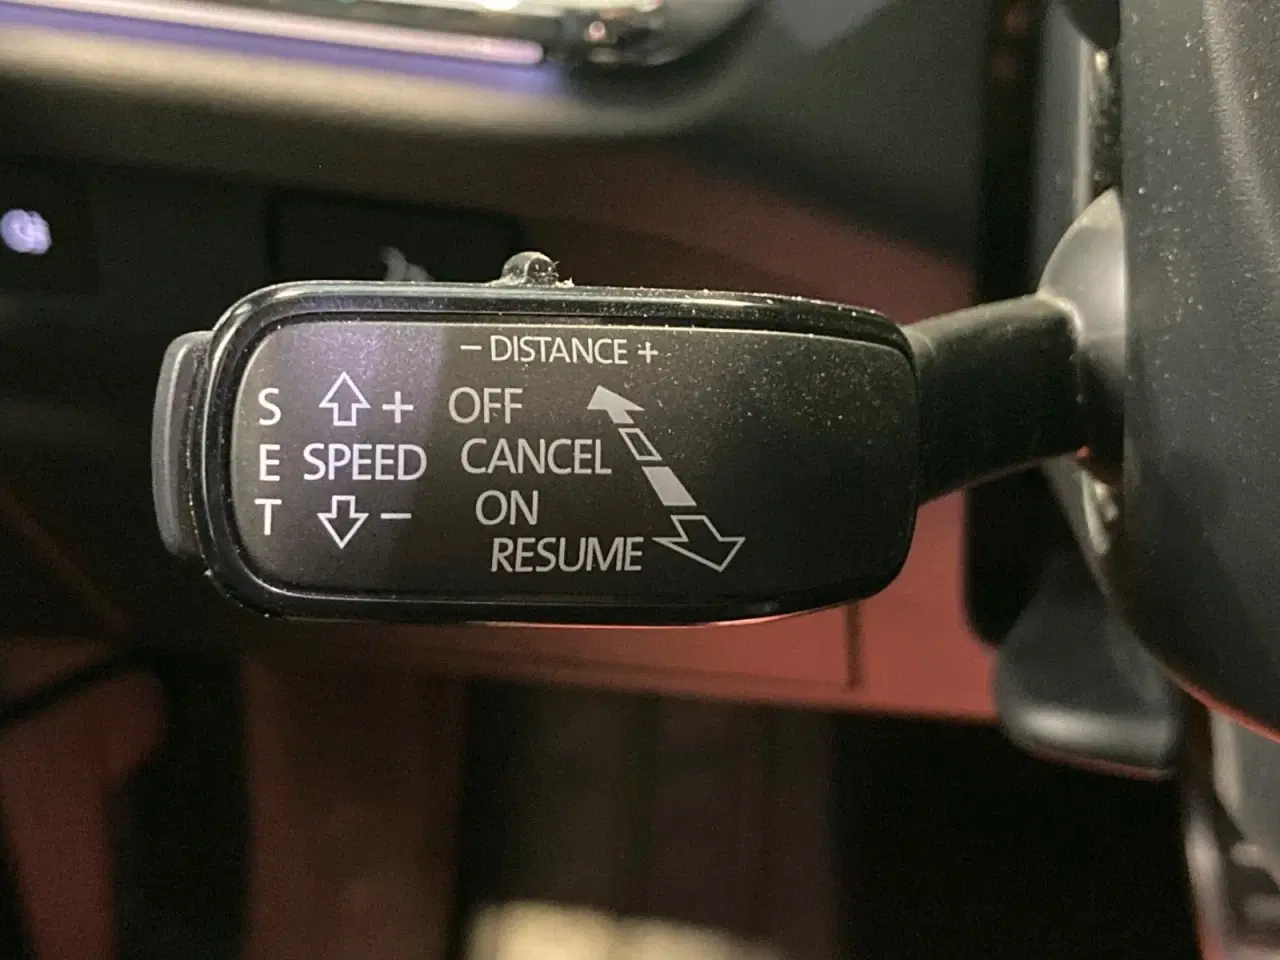 − DISTANCE +
S + OFF
E SPEED CANCEL
T − ON
RESUME